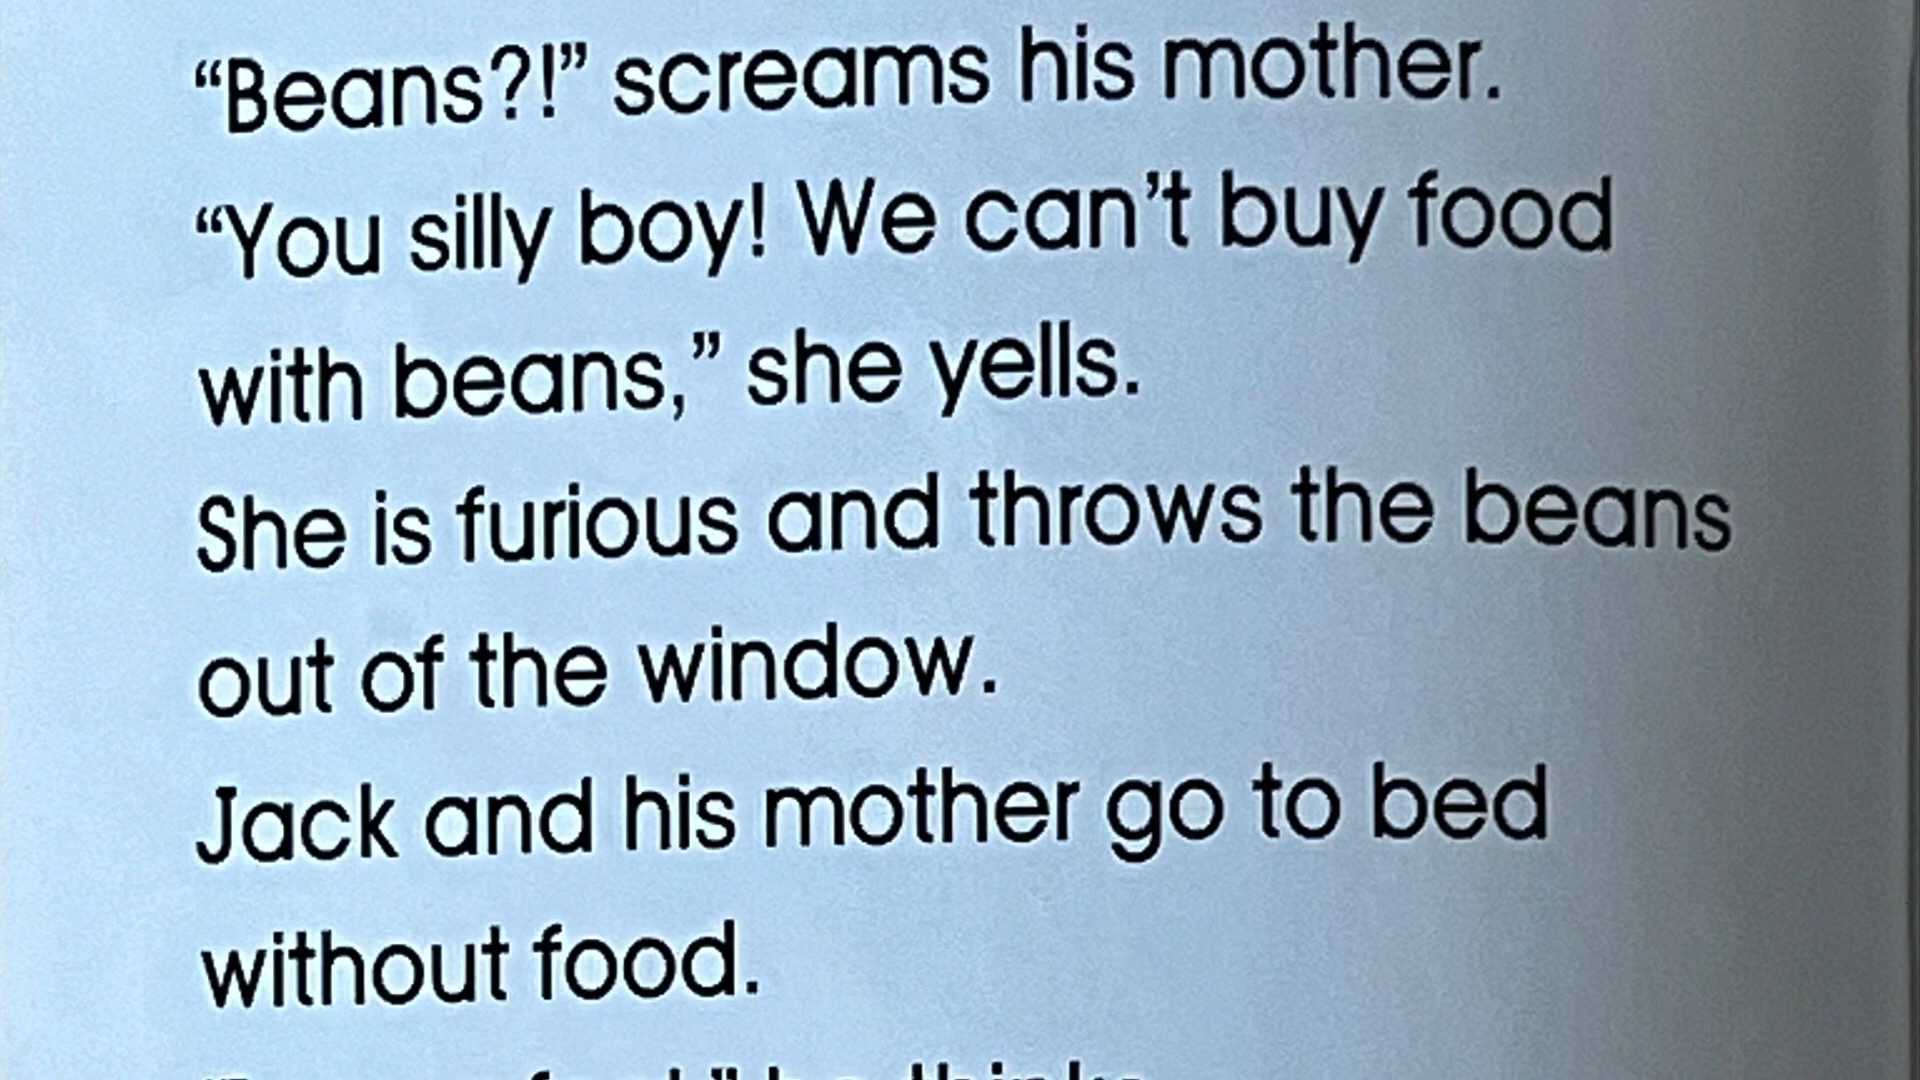 “Beans?!” screams his mother.
“You silly boy! We can’t buy food
with beans,” she yells.
She is furious and throws the beans
out of the window.
Jack and his mother go to bed
without food.